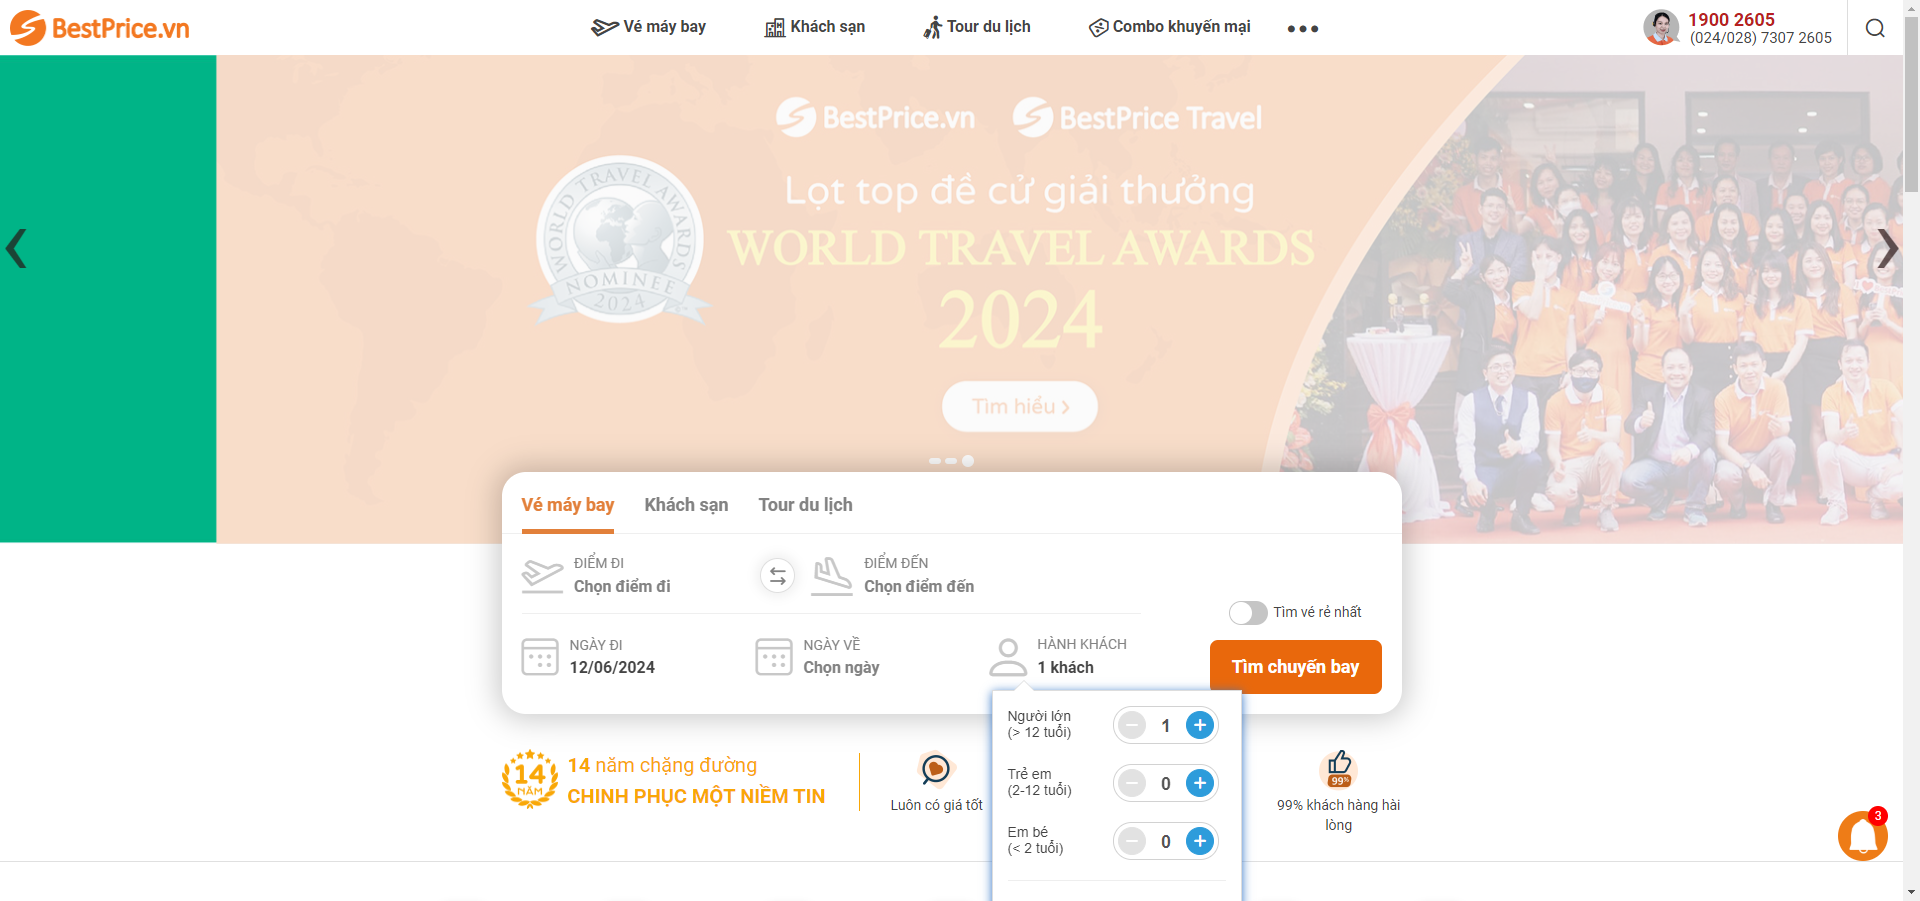 BestPrice.vn
Vé máy bay
Khách sạn
Tour du lịch
Combo khuyến mại
1900 2605
(024/028) 7307 2605
BestPrice.vn
BestPrice Travel
WORLD TRAVEL AWARDS
NOMINEE
2024
Lọt top đề cử giải thưởng
WORLD TRAVEL AWARDS
2024
Tìm hiểu
Vé máy bay
Khách sạn
Tour du lịch
ĐIỂM ĐI
Chọn điểm đi
ĐIỂM ĐẾN
Chọn điểm đến
Tìm vé rẻ nhất
NGÀY ĐI
12/06/2024
NGÀY VỀ
Chọn ngày
HÀNH KHÁCH
1 khách
Tìm chuyến bay
Người lớn
(> 12 tuổi)
1
Trẻ em
(2-12 tuổi)
0
Em bé
(< 2 tuổi)
0
14
NĂM
14 năm chặng đường
CHINH PHỤC MỘT NIỀM TIN
Luôn có giá tốt
99%
99% khách hàng hài
lòng
3